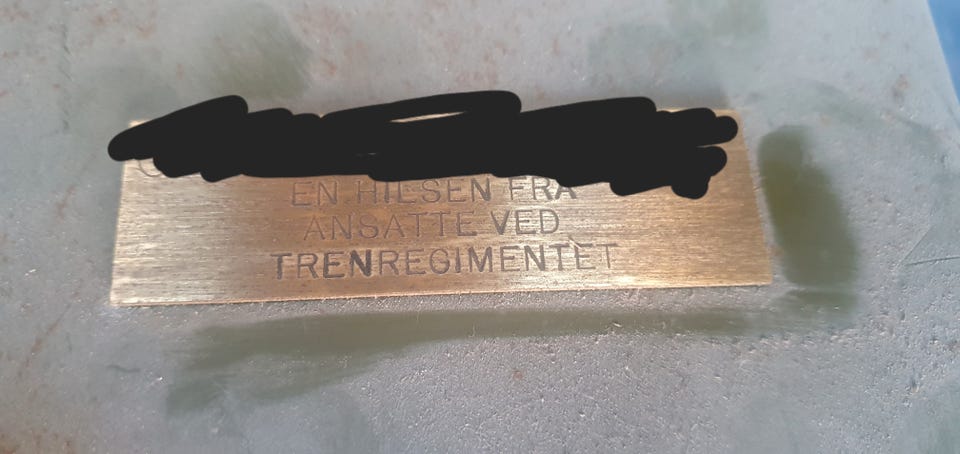 EN HILSEN FRA
ANSATTE VED
TRENREGIMENTET